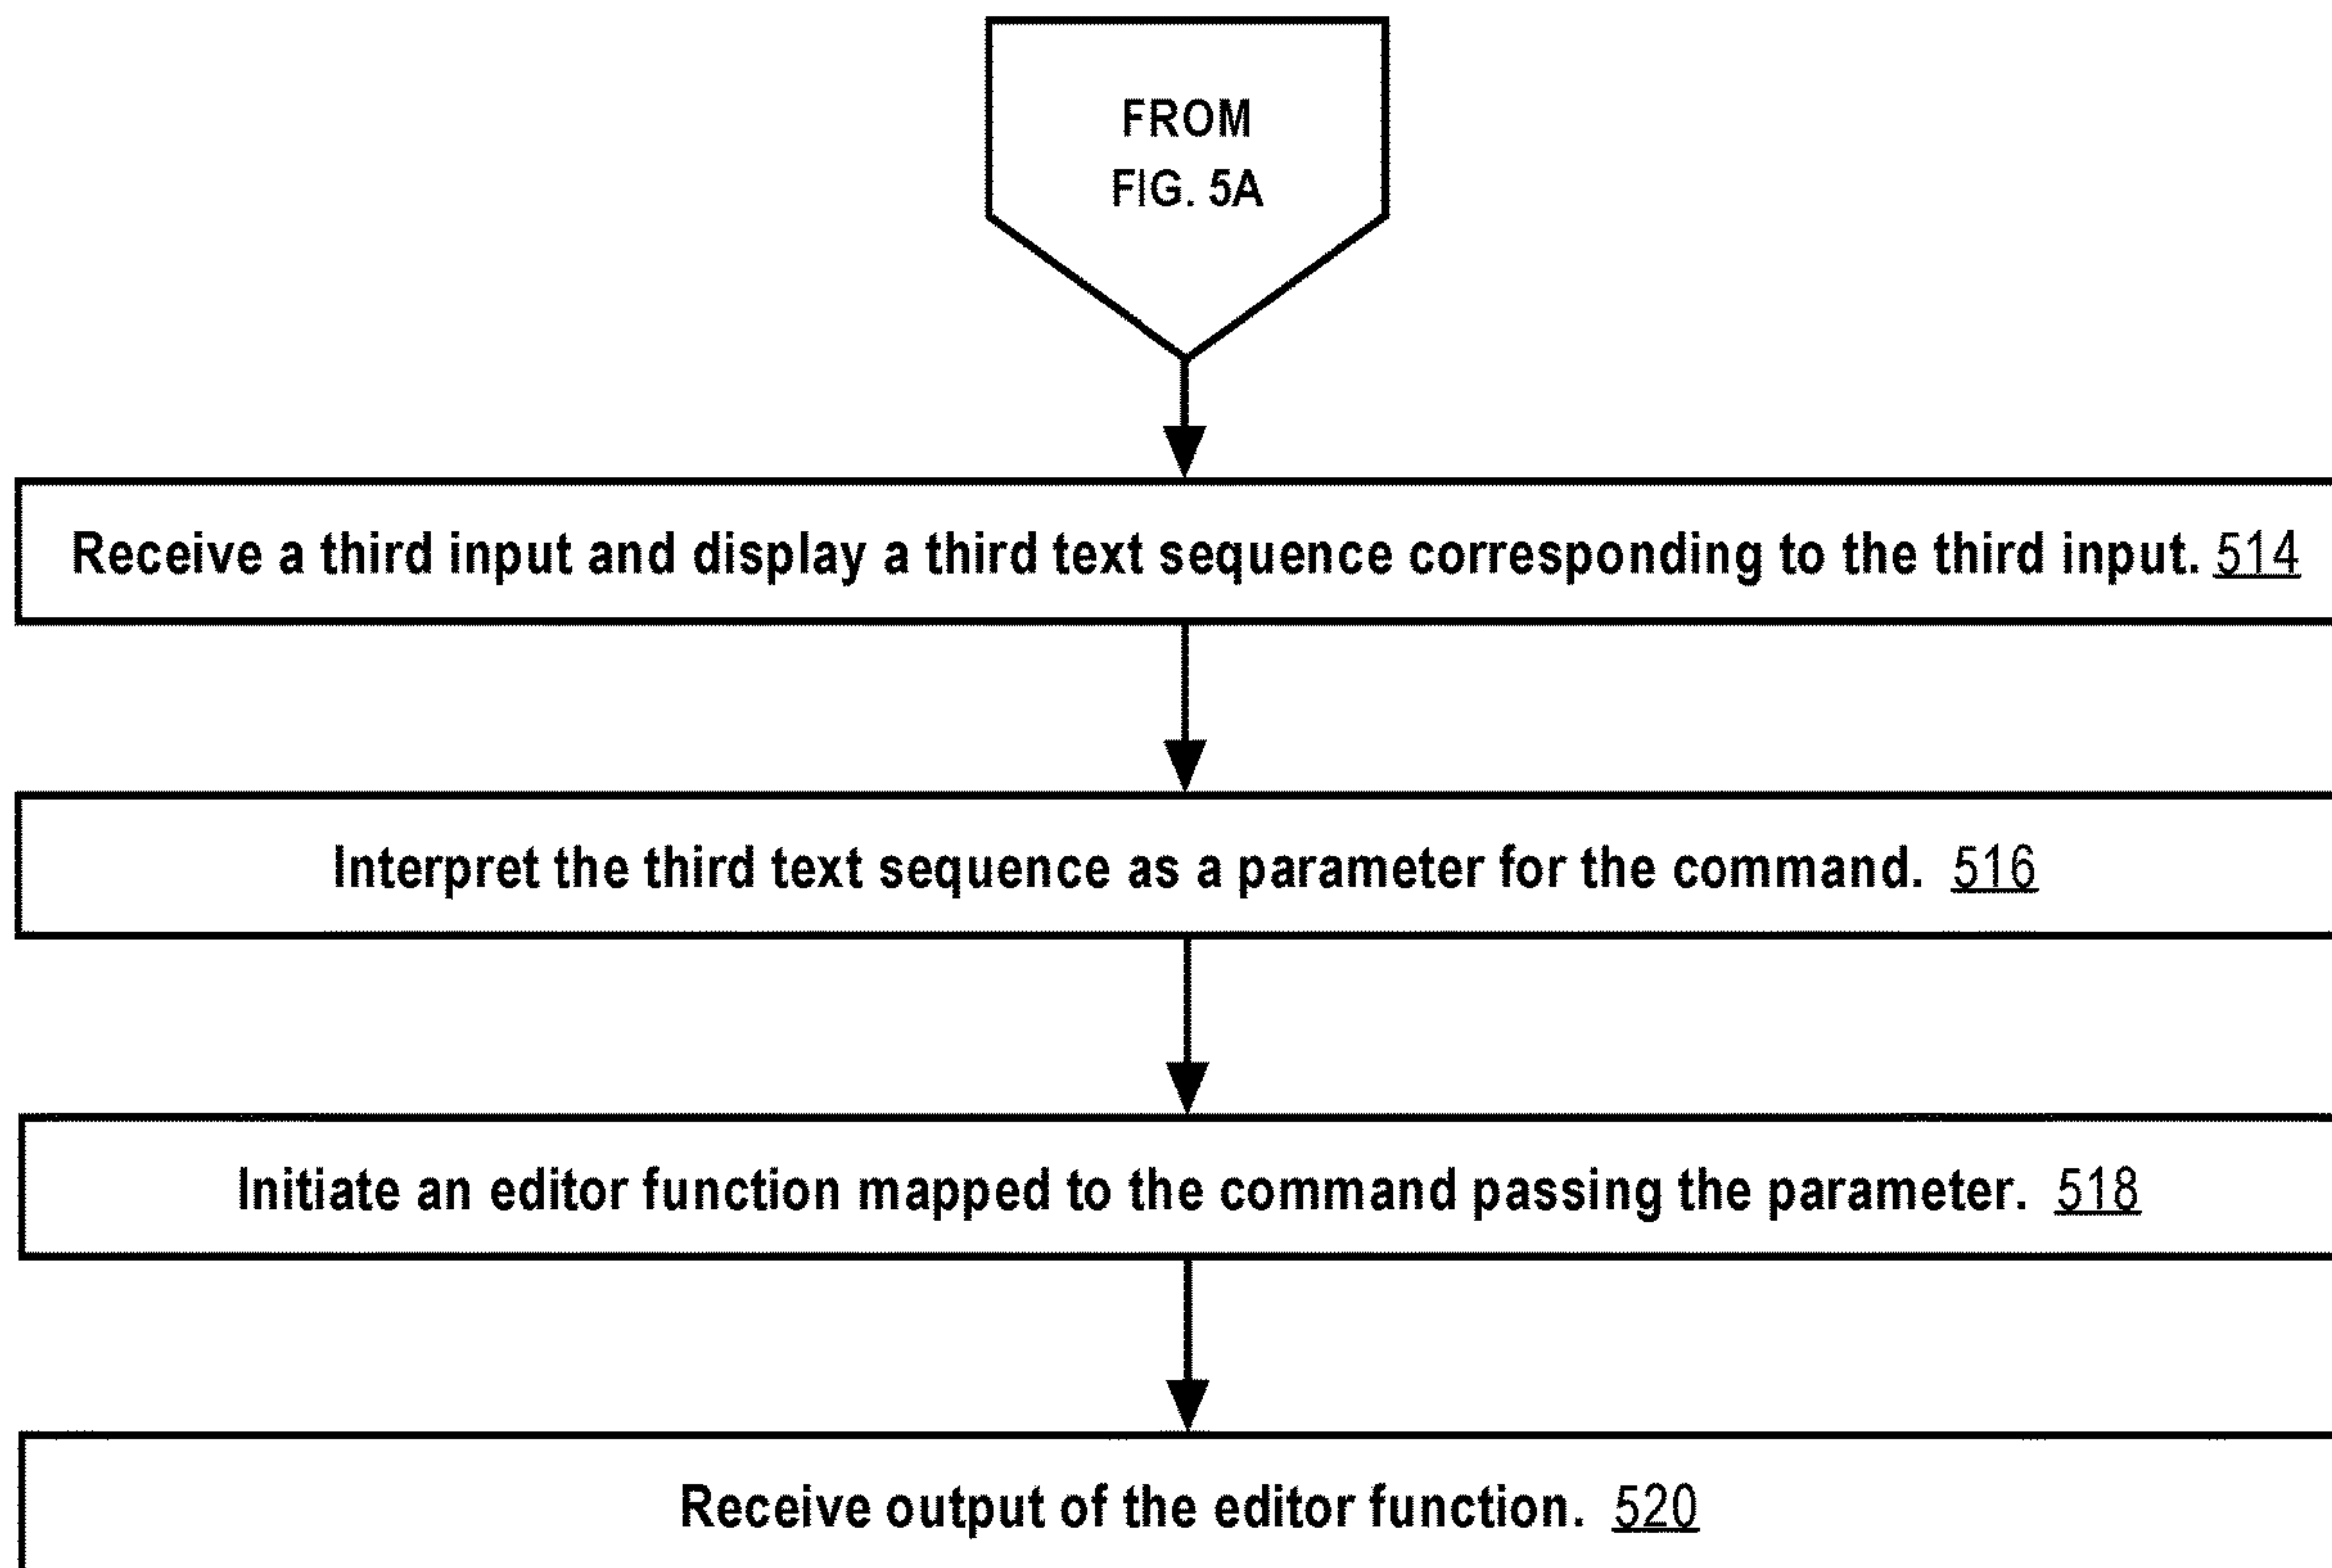 FROM
FIG. 5A
Receive a third input and display a third text sequence corresponding to the third input. 514
Interpret the third text sequence as a parameter for the command. 516
Initiate an editor function mapped to the command passing the parameter. 518
Receive output of the editor function. 520